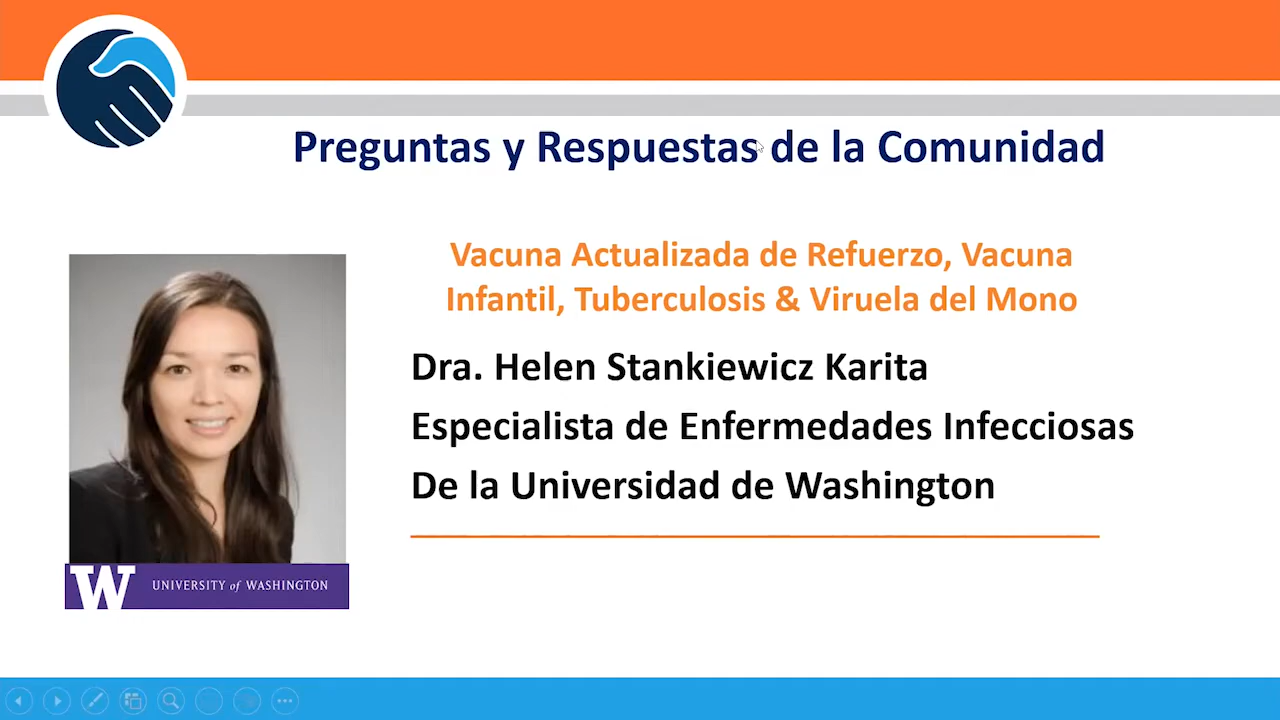 Preguntas y Respuestas de la Comunidad
Vacuna Actualizada de Refuerzo, Vacuna
Infantil, Tuberculosis & Viruela del Mono
Dra. Helen Stankiewicz Karita
Especialista de Enfermedades Infecciosas
De la Universidad de Washington
W UNIVERSITY of WASHINGTON